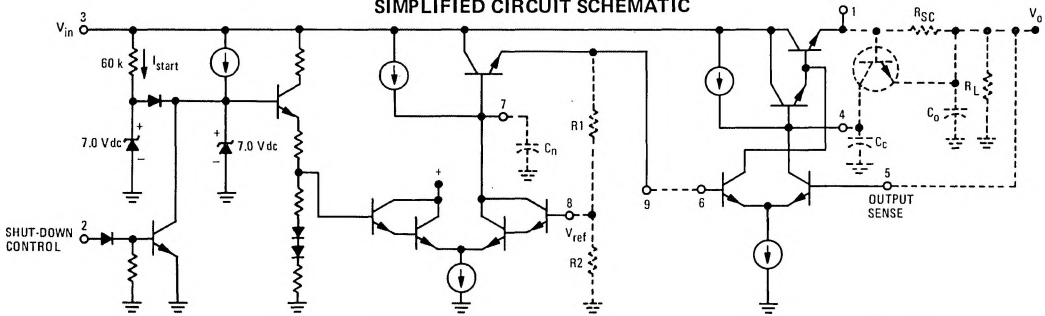 SIMPLIFIED CIRCUIT SCHEMATIC
Vin 3
60 k
Istart
+
7.0 Vdc
−
+
7.0 Vdc
−
SHUT-DOWN 2
CONTROL
+
7
Cn
R1
8
Vref
R2
9
6
1
RSC
Vo
4
Cc
Co
RL
5
OUTPUT
SENSE